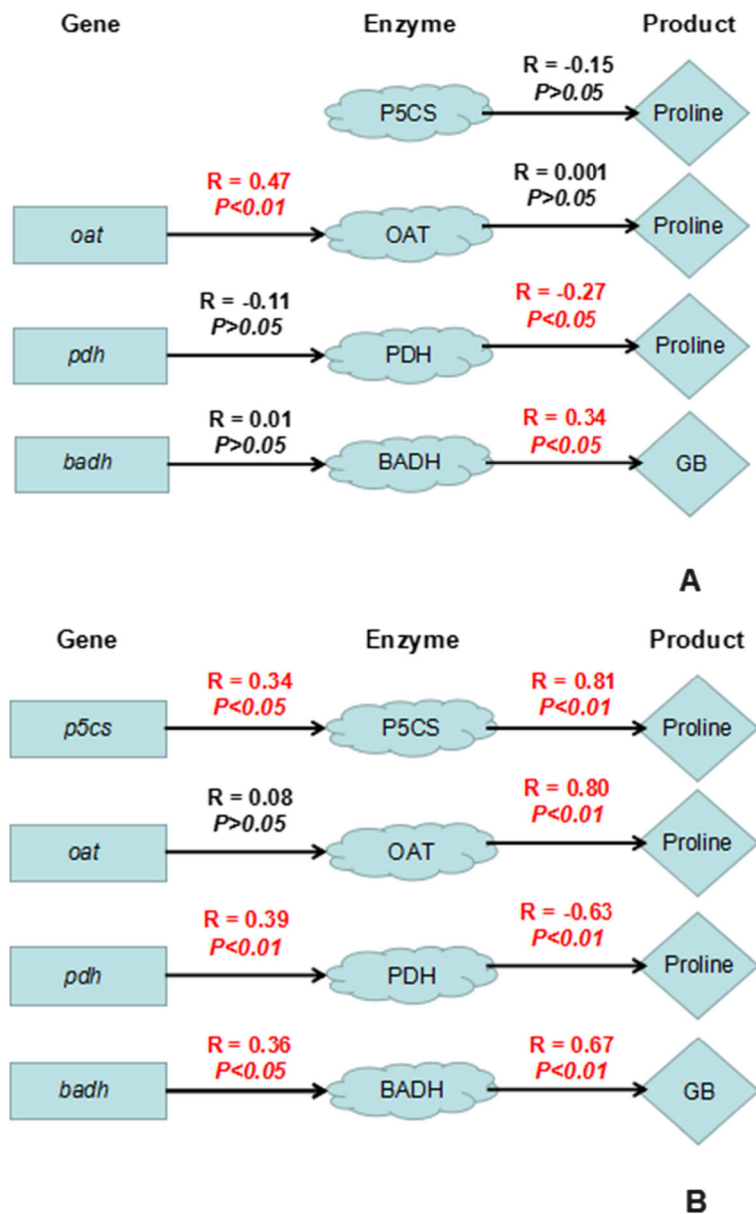 Gene Enzyme Product
R = -0.15
P>0.05
P5CS Proline
R = 0.47 R = 0.001
P<0.01 P>0.05
oat OAT Proline
R = -0.11 R = -0.27
P>0.05 P<0.05
pdh PDH Proline
R = 0.01 R = 0.34
P>0.05 P<0.05
badh BADH GB
A
Gene Enzyme Product
R = 0.34 R = 0.81
P<0.05 P<0.01
p5cs P5CS Proline
R = 0.08 R = 0.80
P>0.05 P<0.01
oat OAT Proline
R = 0.39 R = -0.63
P<0.01 P<0.01
pdh PDH Proline
R = 0.36 R = 0.67
P<0.05 P<0.01
badh BADH GB
B